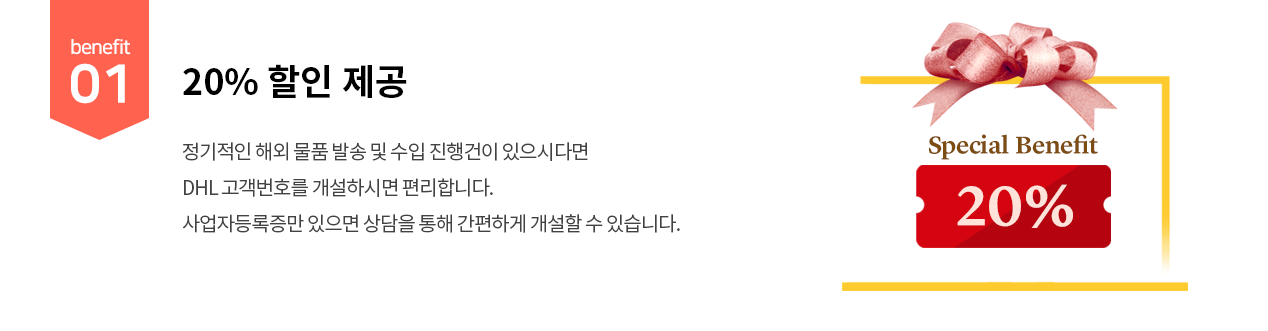 benefit
01
20% 할인 제공
정기적인 해외 물품 발송 및 수입 진행건이 있으시다면
DHL 고객번호를 개설하시면 편리합니다.
사업자등록증만 있으면 상담을 통해 간편하게 개설할 수 있습니다.
Special Benefit
20%